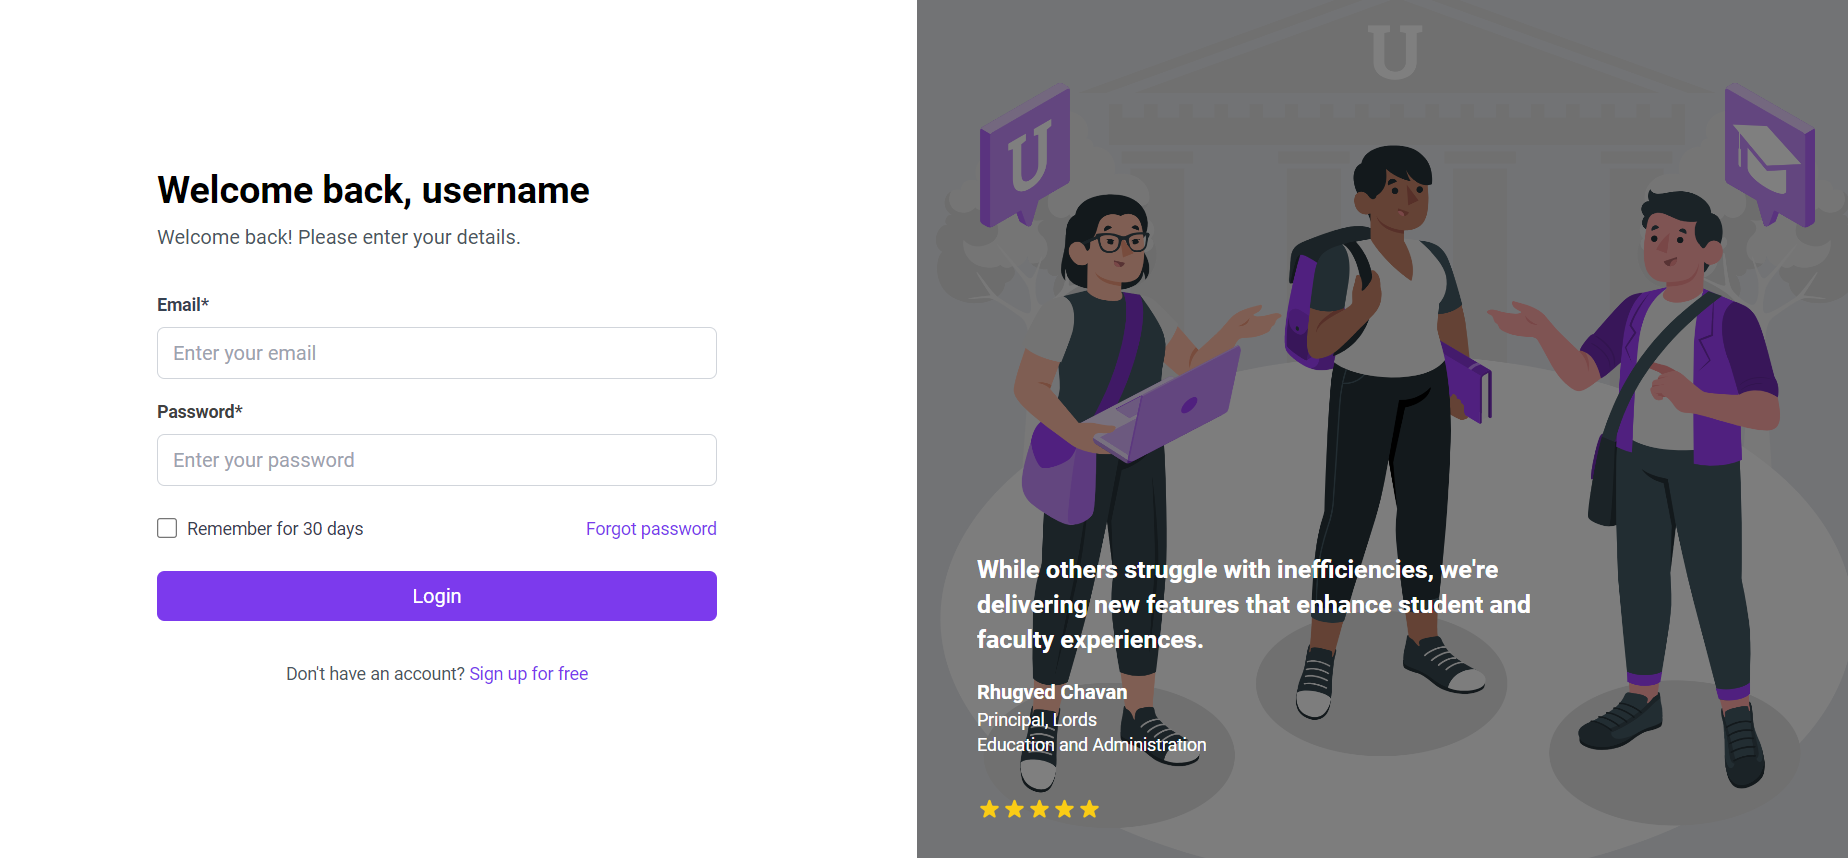 Welcome back, username
Welcome back! Please enter your details.
Email*
Enter your email
Password*
Enter your password
Remember for 30 days
Forgot password
Login
Don't have an account? Sign up for free
U
U
While others struggle with inefficiencies, we're
delivering new features that enhance student and
faculty experiences.
Rhugved Chavan
Principal, Lords
Education and Administration